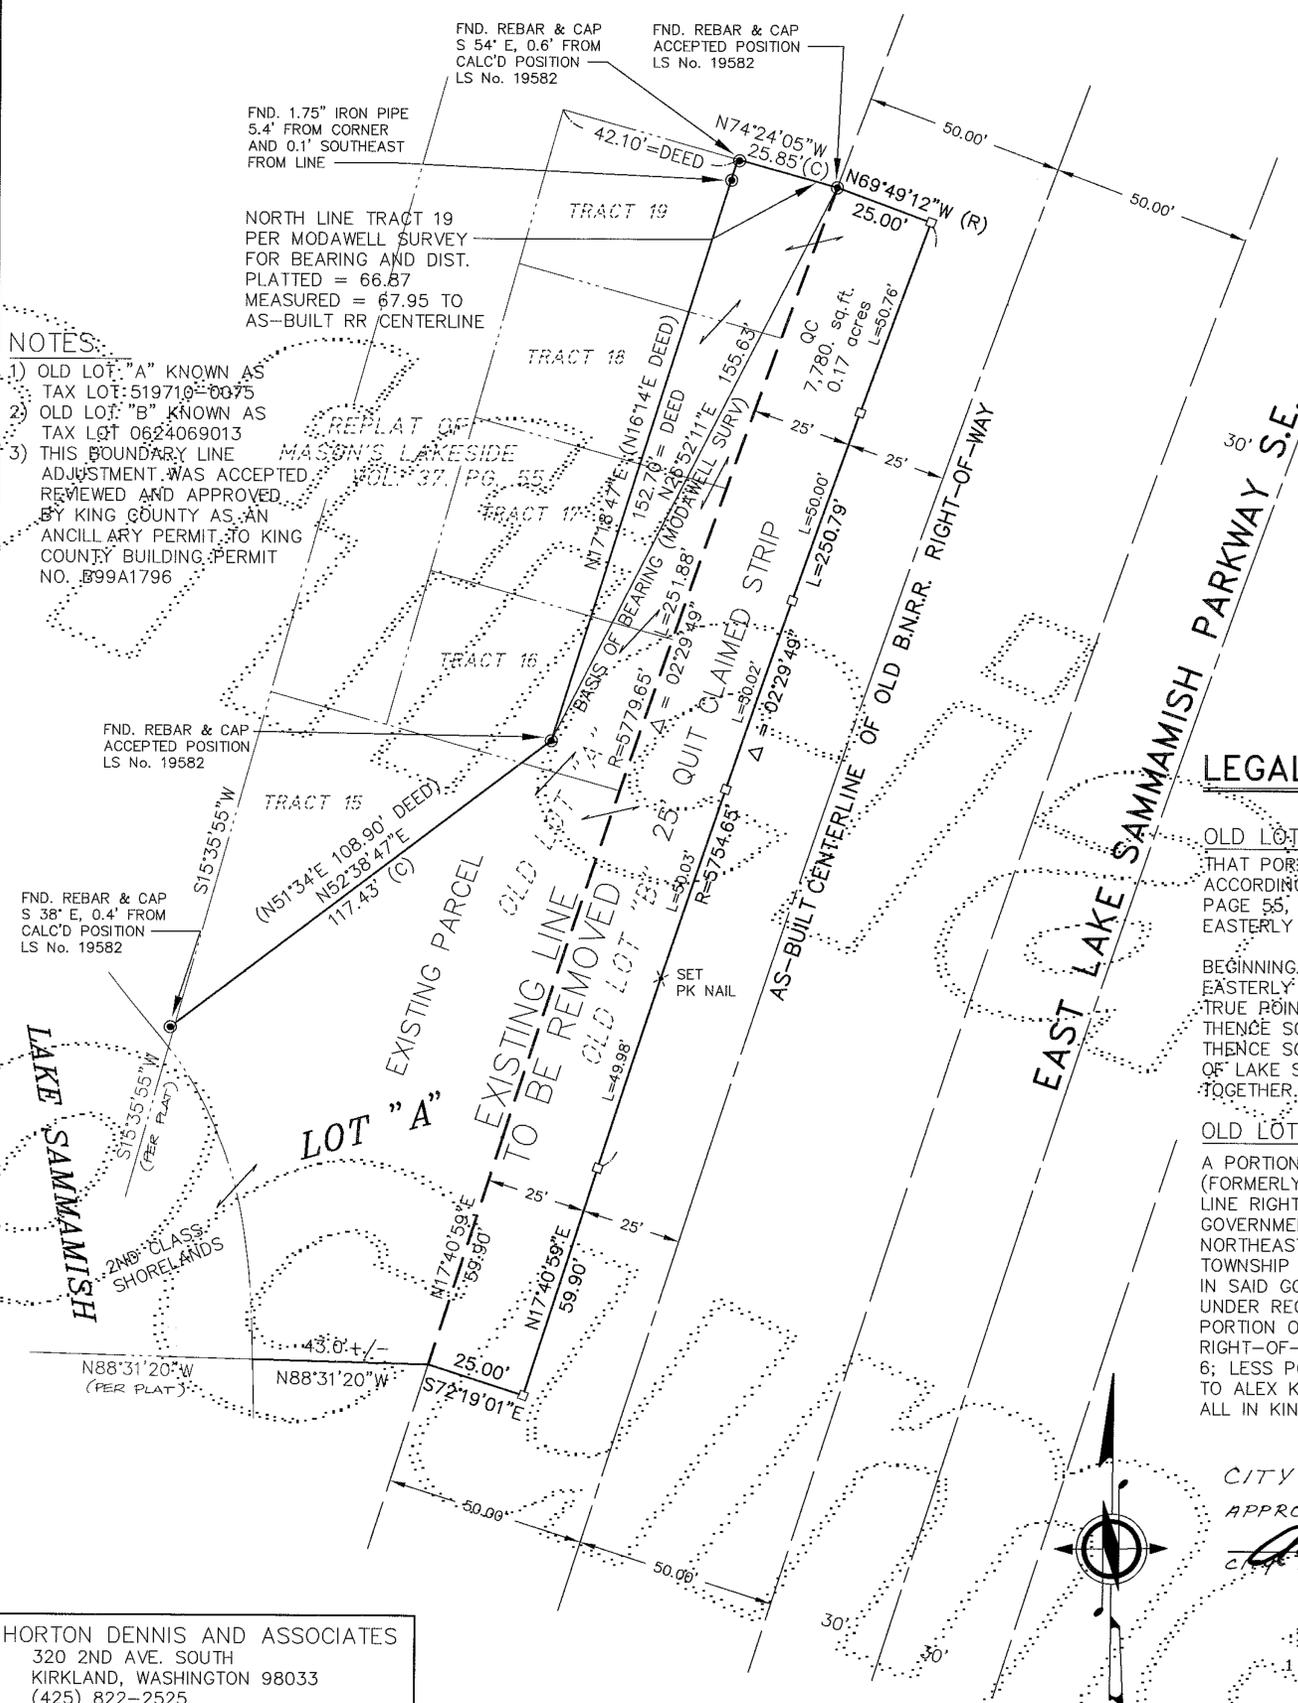 FND. REBAR & CAP
S 54° E, 0.6' FROM
CALC'D POSITION
LS No. 19582
FND. REBAR & CAP
ACCEPTED POSITION
LS No. 19582
FND. 1.75" IRON PIPE
5.4' FROM CORNER
AND 0.1' SOUTHEAST
FROM LINE
42.10'=DEED
N74°24'05"W
25.85'(C)
N69°49'12"W (R)
25.00'
50.00'
50.00'
NORTH LINE TRACT 19
PER MODAWELL SURVEY
FOR BEARING AND DIST.
PLATTED = 66.87
MEASURED = 67.95 TO
AS-BUILT RR CENTERLINE
TRACT 19
TRACT 18
TRACT 17
TRACT 16
TRACT 15
REPLAT OF
MASON'S LAKESIDE
VOL. 37, PG. 55
NOTES:
1) OLD LOT "A" KNOWN AS
TAX LOT 519710-0075
2) OLD LOT "B" KNOWN AS
TAX LOT 0624069013
3) THIS BOUNDARY LINE
ADJUSTMENT WAS ACCEPTED
REVIEWED AND APPROVED
BY KING COUNTY AS AN
ANCILLARY PERMIT TO KING
COUNTY BUILDING PERMIT
NO. B99A1796
N17°18'47"E (N16°14'E DEED)
152.70' = DEED
N26°52'11"E 155.63'
BASIS OF BEARING (MODAWELL SURV)
QC
7,780. sq.ft.
0.17 acres
L=50.76'
25'
25'
L=50.00'
L=250.79'
L=251.88'
R=5779.65'
Δ = 02°29'49"
25' QUIT CLAIMED STRIP
L=50.02'
Δ = 02°29'49"
L=50.03'
R=5754.65'
AS-BUILT CENTERLINE OF OLD B.N.R.R. RIGHT-OF-WAY
EAST LAKE SAMMAMISH PARKWAY S.E.
30'
FND. REBAR & CAP
ACCEPTED POSITION
LS No. 19582
S15°35'55"W
(N51°34'E 108.90' DEED)
N52°38'47"E
117.43' (C)
FND. REBAR & CAP
S 38° E, 0.4' FROM
CALC'D POSITION
LS No. 19582
EXISTING PARCEL
OLD LOT "A"
EXISTING LINE
TO BE REMOVED
OLD LOT "B"
SET
PK NAIL
L=49.98'
LOT "A"
LAKE SAMMAMISH
S15°35'55"W
(PER PLAT)
2ND CLASS
SHORELANDS
N17°40'59"E
59.90'
25'
25'
N17°40'59"E
59.90'
43.0'+/-
N88°31'20"W
(PER PLAT)
N88°31'20"W
25.00'
S72°19'01"E
50.00'
50.00'
30'
30'
LEGAL
OLD LOT
THAT POR
ACCORDING
PAGE 55,
EASTERLY
BEGINNING
EASTERLY
TRUE POIN
THENCE SO
THENCE SO
OF LAKE S
TOGETHER
OLD LOT
A PORTION
(FORMERLY
LINE RIGHT
GOVERNME
NORTHEAST
TOWNSHIP
IN SAID GO
UNDER REC
PORTION O
RIGHT-OF-
6; LESS PO
TO ALEX K
ALL IN KIN
CITY
APPRO
HORTON DENNIS AND ASSOCIATES
320 2ND AVE. SOUTH
KIRKLAND, WASHINGTON 98033
(425) 822-2525